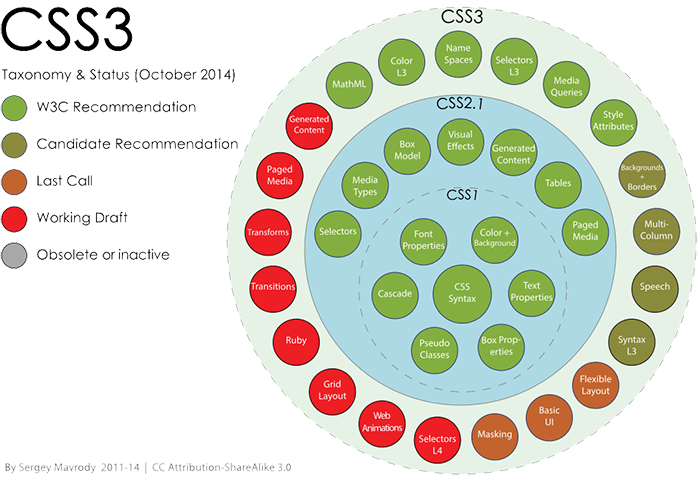 CSS3
Taxonomy & Status (October 2014)
W3C Recommendation
Candidate Recommendation
Last Call
Working Draft
Obsolete or inactive
CSS3
Name
Spaces
Selectors
L3
Media
Queries
Style
Attributes
Backgrounds
+
Borders
Multi-
Column
Speech
Syntax
L3
Flexible
Layout
Basic
UI
Masking
Selectors
L4
Web
Animations
Grid
Layout
Ruby
Transitions
Transforms
Paged
Media
Generated
Content
MathML
Color
L3
CSS2.1
Visual
Effects
Generated
Content
Tables
Paged
Media
Selectors
Media
Types
Box
Model
CSS1
Font
Properties
Color +
Background
Cascade
CSS
Syntax
Text
Properties
Pseudo
Classes
Box Prop-
erties
By Sergey Mavrody 2011-14 | CC Attribution-ShareAlike 3.0